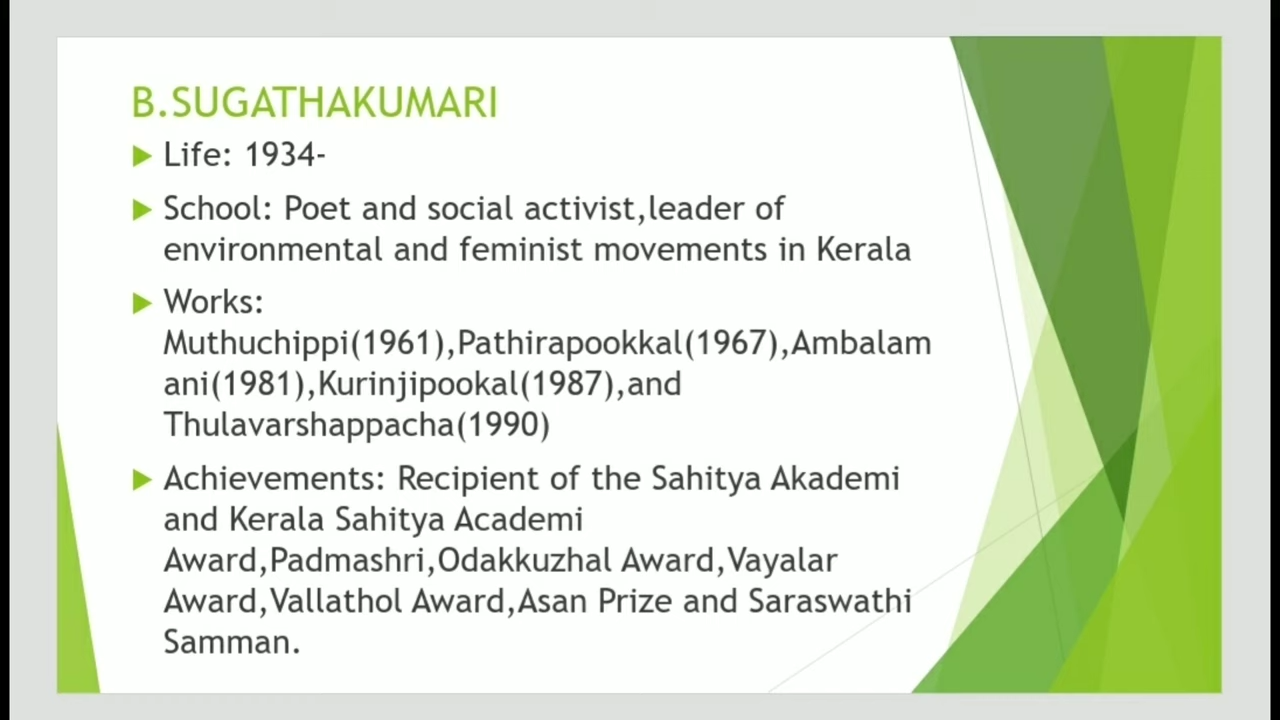 B.SUGATHAKUMARI
Life: 1934-
School: Poet and social activist,leader of
environmental and feminist movements in Kerala
Works:
Muthuchippi(1961),Pathirapookkal(1967),Ambalam
ani(1981),Kurinjipookal(1987),and
Thulavarshappacha(1990)
Achievements: Recipient of the Sahitya Akademi
and Kerala Sahitya Academi
Award,Padmashri,Odakkuzhal Award,Vayalar
Award,Vallathol Award,Asan Prize and Saraswathi
Samman.